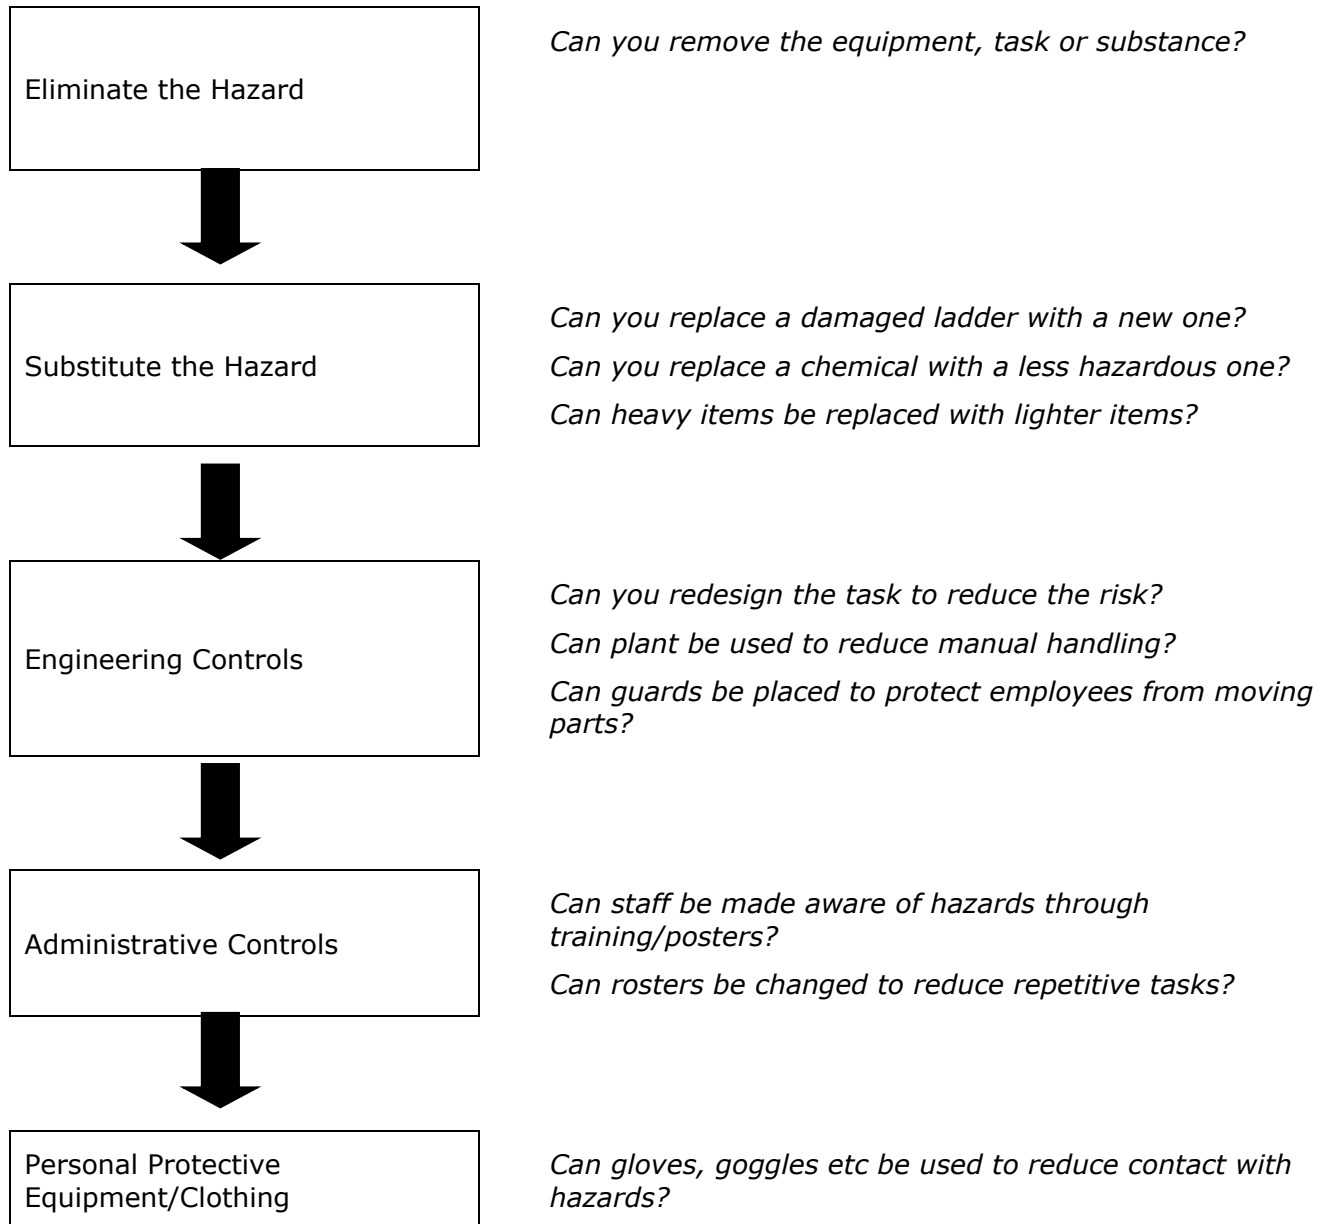 Can you remove the equipment, task or substance?
Eliminate the Hazard
Can you replace a damaged ladder with a new one?
Substitute the Hazard
Can you replace a chemical with a less hazardous one?
Can heavy items be replaced with lighter items?
Can you redesign the task to reduce the risk?
Engineering Controls
Can plant be used to reduce manual handling?
Can guards be placed to protect employees from moving
parts?
Administrative Controls
Can staff be made aware of hazards through
training/posters?
Can rosters be changed to reduce repetitive tasks?
Personal Protective
Equipment/Clothing
Can gloves, goggles etc be used to reduce contact with
hazards?